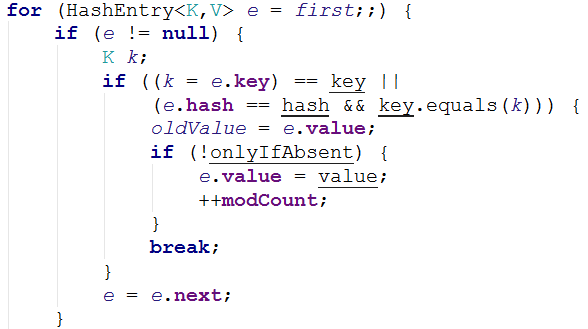 for (HashEntry<K,V> e = first;;) {
    if (e != null) {
        K k;
        if ((k = e.key) == key ||
            (e.hash == hash && key.equals(k))) {
            oldValue = e.value;
            if (!onlyIfAbsent) {
                e.value = value;
                ++modCount;
            }
            break;
        }
        e = e.next;
    }